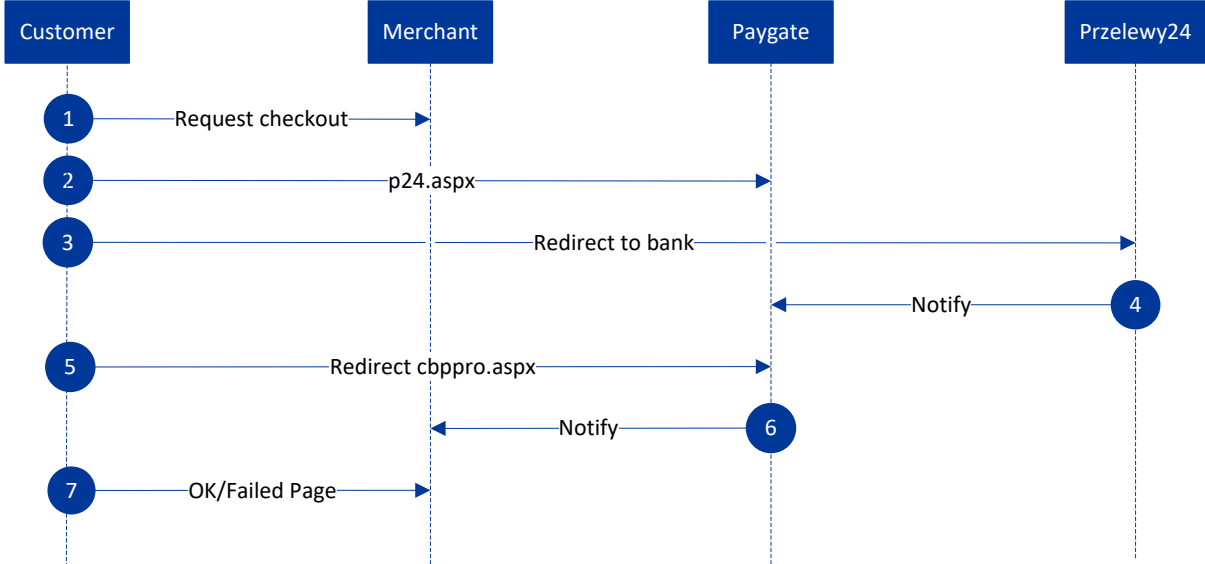 Customer
Merchant
Paygate
Przelewy24
1
Request checkout
2
p24.aspx
3
Redirect to bank
Notify
4
5
Redirect cbppro.aspx
Notify
6
7
OK/Failed Page